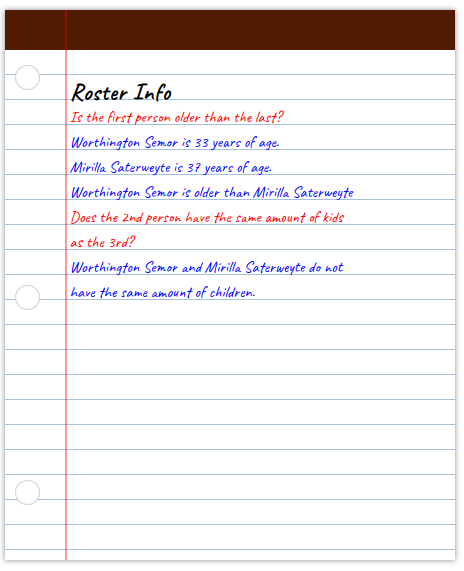 Roster Info
Is the first person older than the last?
Worthington Semor is 33 years of age.
Mirilla Saterweyte is 37 years of age.
Worthington Semor is older than Mirilla Saterweyte
Does the 2nd person have the same amount of kids
as the 3rd?
Worthington Semor and Mirilla Saterweyte do not
have the same amount of children.